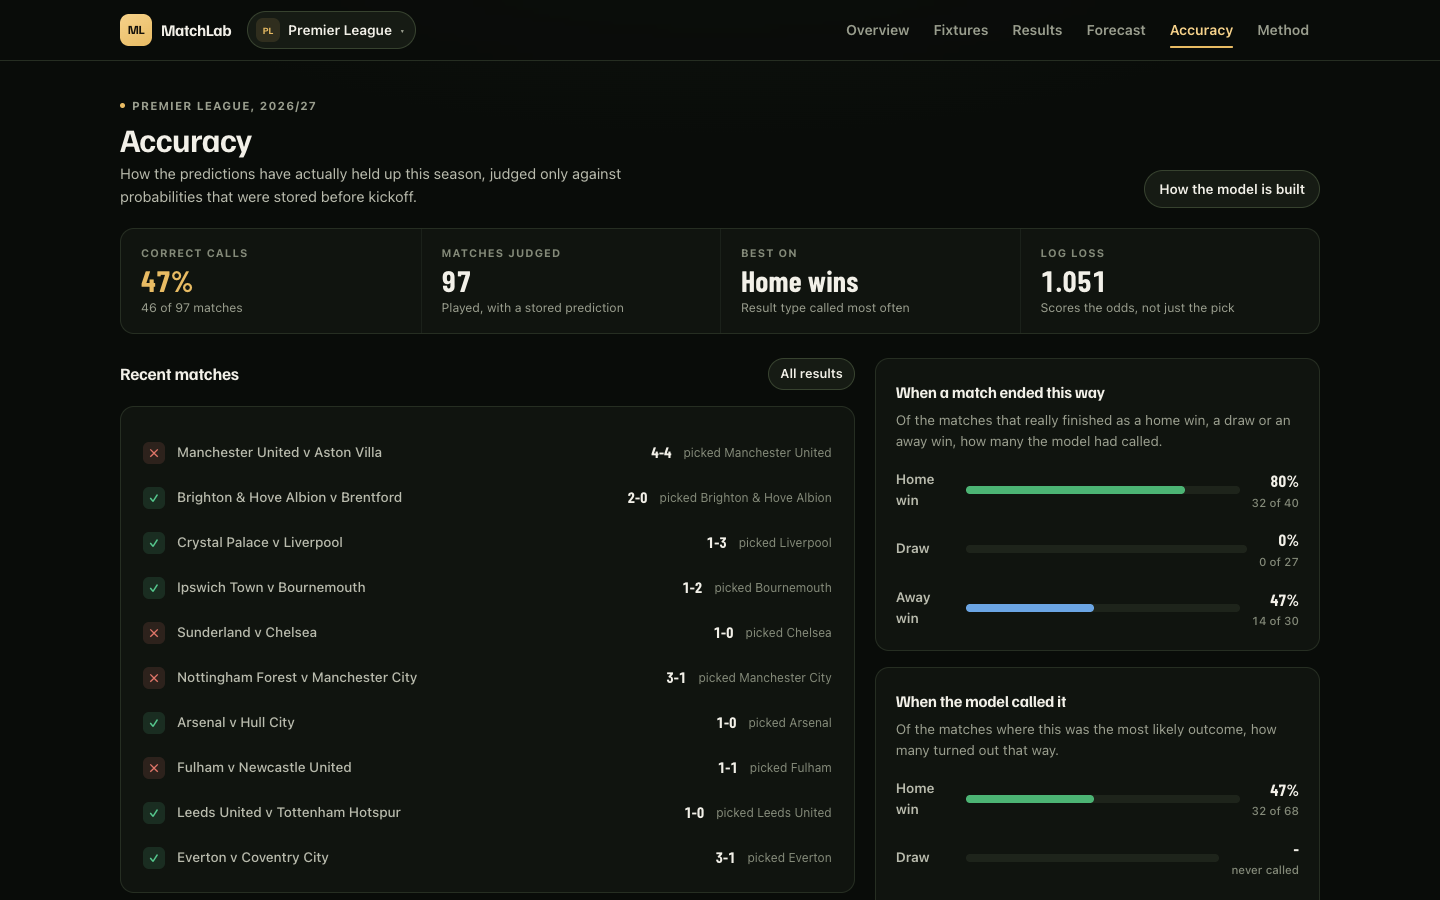 ML MatchLab PL Premier League Overview Fixtures Results Forecast Accuracy Method
PREMIER LEAGUE, 2026/27
Accuracy
How the predictions have actually held up this season, judged only against
probabilities that were stored before kickoff.
How the model is built
CORRECT CALLS
47%
46 of 97 matches
MATCHES JUDGED
97
Played, with a stored prediction
BEST ON
Home wins
Result type called most often
LOG LOSS
1.051
Scores the odds, not just the pick
Recent matches
All results
Manchester United v Aston Villa 4-4 picked Manchester United
Brighton & Hove Albion v Brentford 2-0 picked Brighton & Hove Albion
Crystal Palace v Liverpool 1-3 picked Liverpool
Ipswich Town v Bournemouth 1-2 picked Bournemouth
Sunderland v Chelsea 1-0 picked Chelsea
Nottingham Forest v Manchester City 3-1 picked Manchester City
Arsenal v Hull City 1-0 picked Arsenal
Fulham v Newcastle United 1-1 picked Fulham
Leeds United v Tottenham Hotspur 1-0 picked Leeds United
Everton v Coventry City 3-1 picked Everton
When a match ended this way
Of the matches that really finished as a home win, a draw or an
away win, how many the model had called.
Home win 80%
32 of 40
Draw 0%
0 of 27
Away win 47%
14 of 30
When the model called it
Of the matches where this was the most likely outcome, how
many turned out that way.
Home win 47%
32 of 68
Draw -
never called